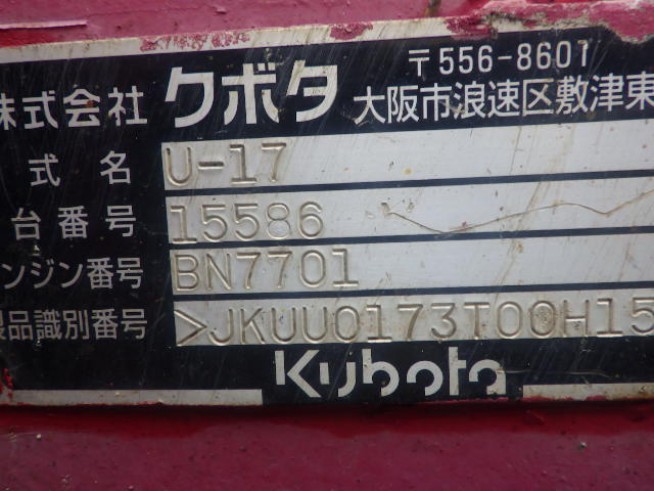 〒556-8601
株式会社 クボタ 大阪市浪速区敷津東
式名 U-17
台番号 15586
ンジン番号 BN7701
製品識別番号 >JKUU0173T00H15
Kubota